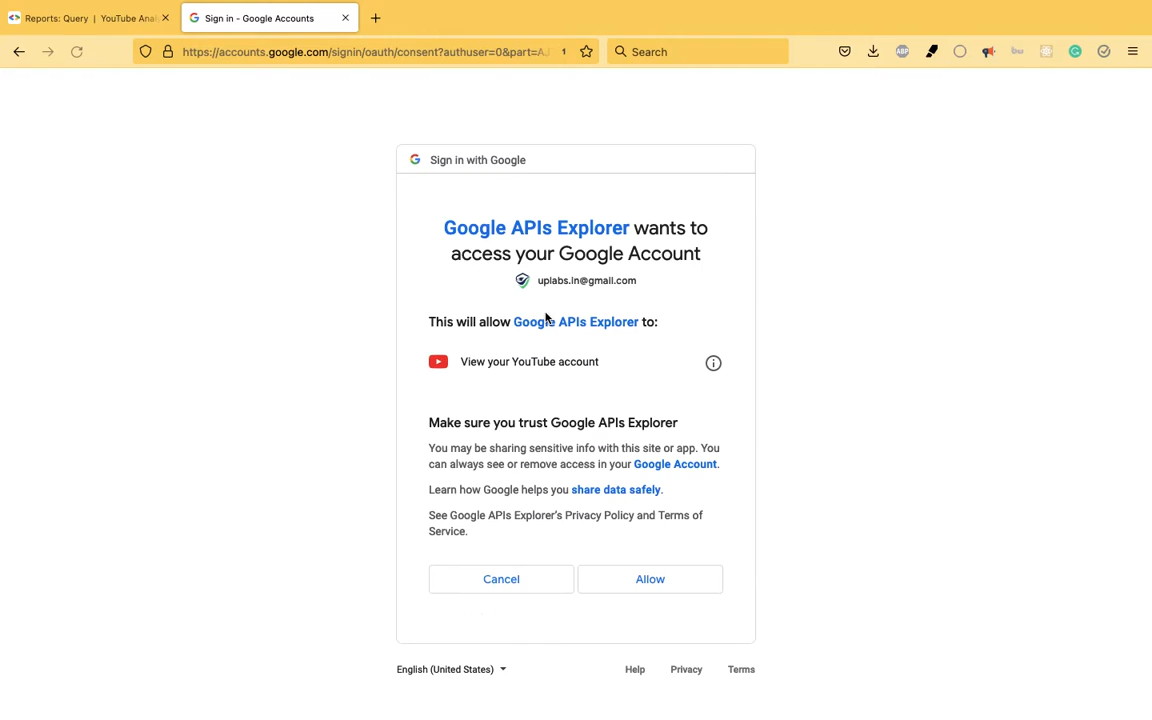 Reports: Query | YouTube Anal
Sign in - Google Accounts
https://accounts.google.com/signin/oauth/consent?authuser=0&part=AJ
1
Search
ABP
Sign in with Google
Google APIs Explorer wants to
access your Google Account
uplabs.in@gmail.com
This will allow Google APIs Explorer to:
View your YouTube account
Make sure you trust Google APIs Explorer
You may be sharing sensitive info with this site or app. You
can always see or remove access in your Google Account.
Learn how Google helps you share data safely.
See Google APIs Explorer's Privacy Policy and Terms of
Service.
Cancel
Allow
English (United States)
Help
Privacy
Terms